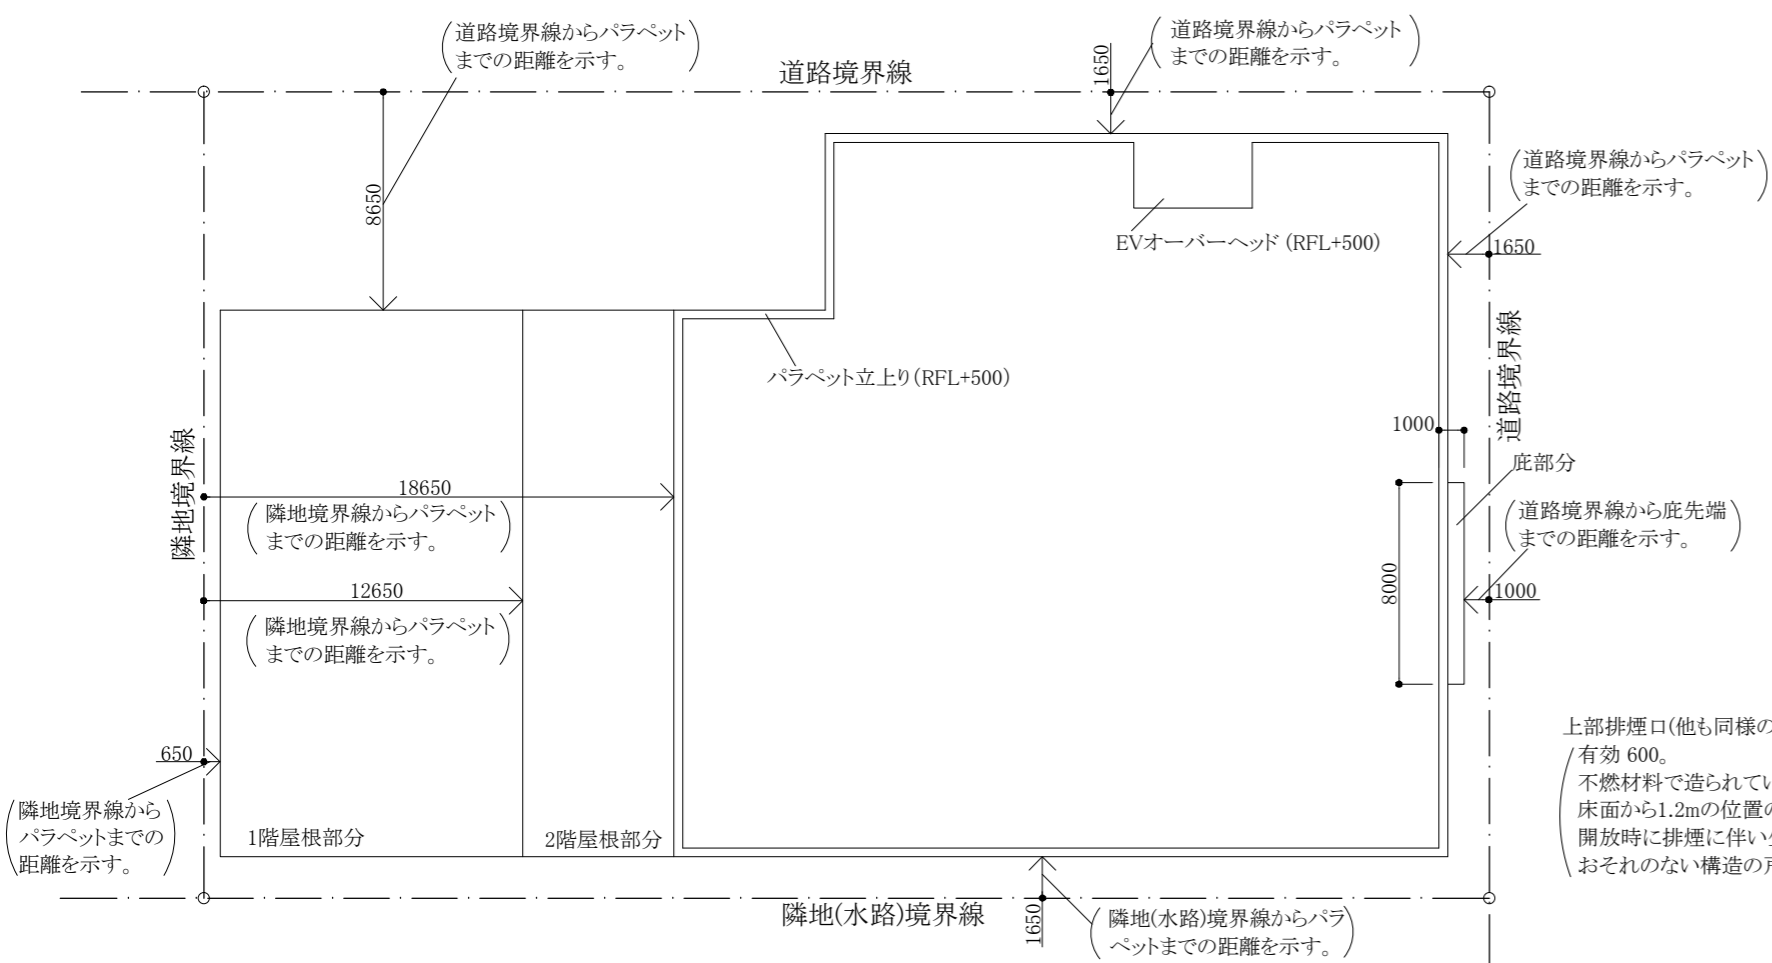 道路境界線からパラペット
までの距離を示す。
道路境界線からパラペット
までの距離を示す。
1650
道路境界線
道路境界線からパラペット
までの距離を示す。
8650
EVオーバーヘッド (RFL+500)
1650
パラペット立上り(RFL+500)
道路境界線
1000
隣地境界線
庇部分
18650
隣地境界線からパラペット
までの距離を示す。
道路境界線から庇先端
までの距離を示す。
12650
8000
1000
隣地境界線からパラペット
までの距離を示す。
650
上部排煙口(他も同様の
有効 600。
不燃材料で造られてい
床面から1.2mの位置の
開放時に排煙に伴い
おそれのない構造の
隣地境界線から
パラペットまでの
距離を示す。
1階屋根部分
2階屋根部分
隣地(水路)境界線
1650
隣地(水路)境界線からパラ
ペットまでの距離を示す。